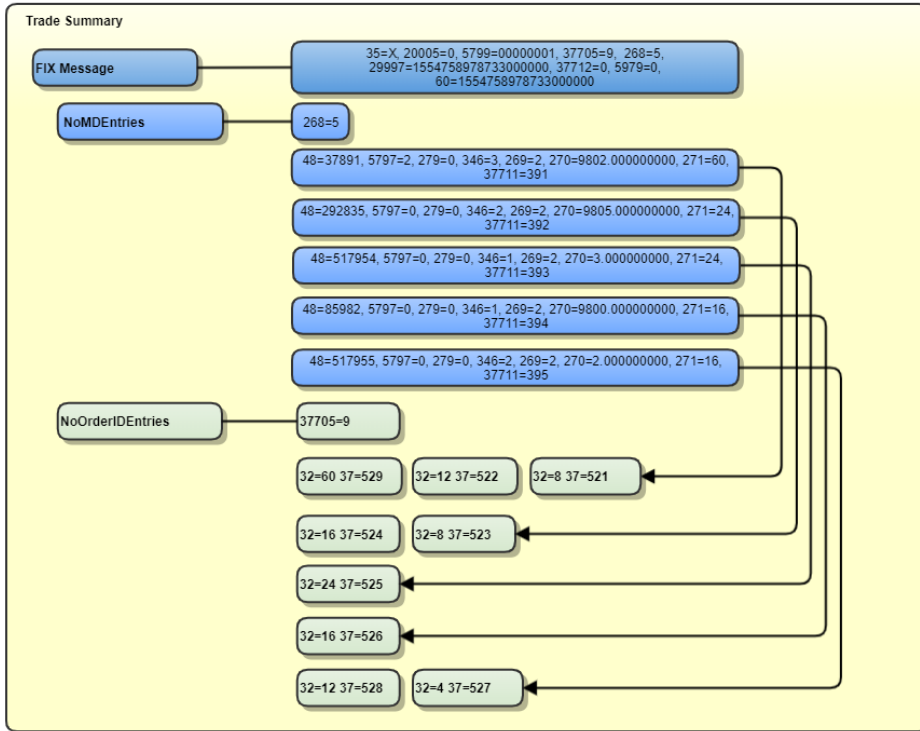 Trade Summary
FIX Message
35=X, 20005=0, 5799=00000001, 37705=9,  268=5,
29997=1554758978733000000, 37712=0, 5979=0,
60=1554758978733000000
NoMDEntries
268=5
48=37891, 5797=2, 279=0, 346=3, 269=2, 270=9802.000000000, 271=60,
37711=391
48=292835, 5797=0, 279=0, 346=2, 269=2, 270=9805.000000000, 271=24,
37711=392
48=517954, 5797=0, 279=0, 346=1, 269=2, 270=3.000000000, 271=24,
37711=393
48=85982, 5797=0, 279=0, 346=1, 269=2, 270=9800.000000000, 271=16,
37711=394
48=517955, 5797=0, 279=0, 346=2, 269=2, 270=2.000000000, 271=16,
37711=395
NoOrderIDEntries
37705=9
32=60 37=529
32=12 37=522
32=8 37=521
32=16 37=524
32=8 37=523
32=24 37=525
32=16 37=526
32=12 37=528
32=4 37=527